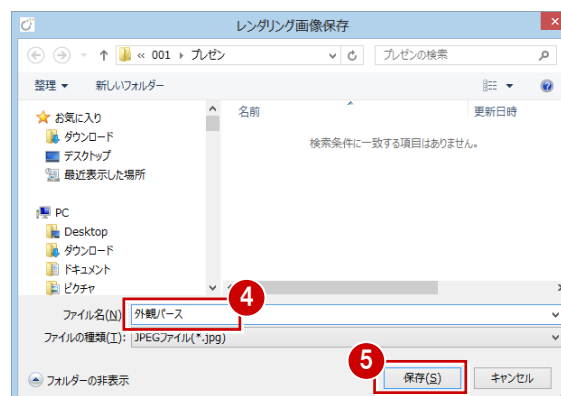 レンダリング画像保存
« 001 プレゼン
プレゼンの検索
整理
新しいフォルダー
お気に入り
ダウンロード
デスクトップ
最近表示した場所
PC
Desktop
ダウンロード
ドキュメント
ピクチャ
名前
更新日時
検索条件に一致する項目はありません。
4
ファイル名(N) 外観パース
ファイルの種類(T): JPEGファイル(*.jpg)
5
フォルダーの非表示
保存(S)
キャンセル